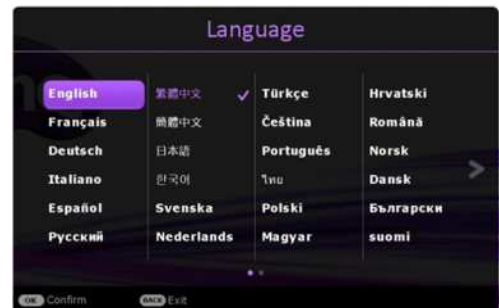 Language
English 繁體中文 ✓ Türkçe Hrvatski
Français 簡體中文 Čeština Română
Deutsch 日本語 Português Norsk
Italiano 한국어 ไทย Dansk >
Español Svenska Polski Български
Русский Nederlands Magyar suomi
OK Confirm BACK Exit